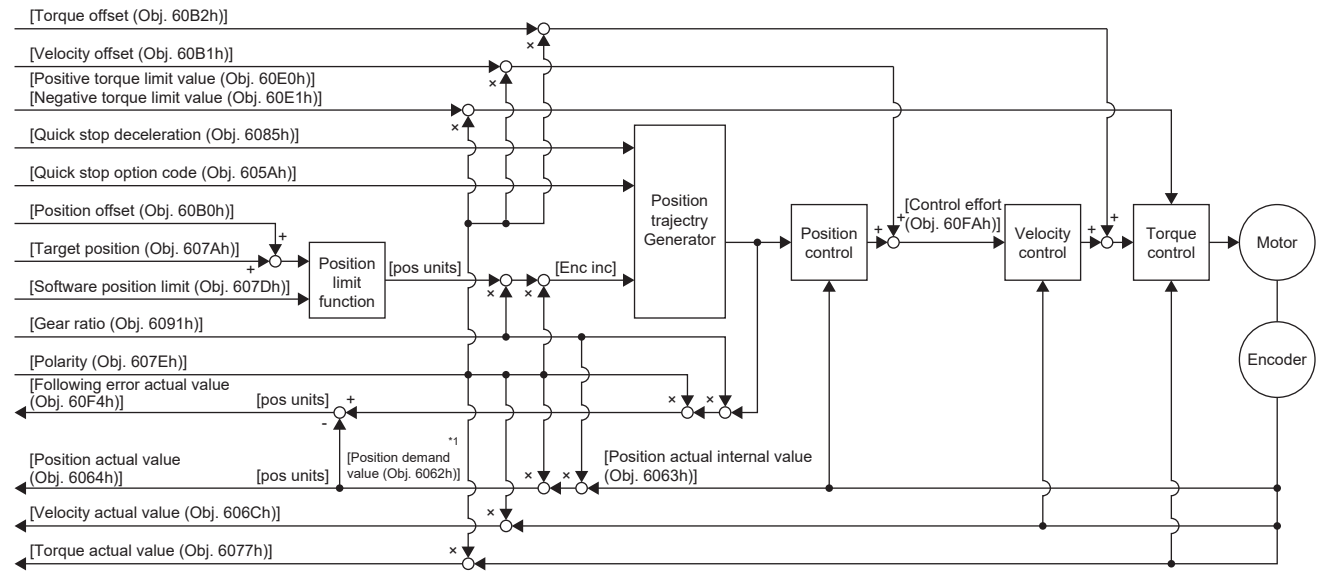 [Torque offset (Obj. 60B2h)]
×
[Velocity offset (Obj. 60B1h)]
×
[Positive torque limit value (Obj. 60E0h)]
[Negative torque limit value (Obj. 60E1h)]
×
[Quick stop deceleration (Obj. 6085h)]
[Quick stop option code (Obj. 605Ah)]
[Position offset (Obj. 60B0h)]
+
[Target position (Obj. 607Ah)]
+
[Software position limit (Obj. 607Dh)]
Position
limit
function
[pos units]
×
×
[Enc inc]
Position
trajectry
Generator
Position
control
+
+
[Control effort
(Obj. 60FAh)]
Velocity
control
+
+
Torque
control
Motor
Encoder
[Gear ratio (Obj. 6091h)]
[Polarity (Obj. 607Eh)]
[Following error actual value
(Obj. 60F4h)]
[pos units]
+
-
×
×
*1
[Position demand
value (Obj. 6062h)]
[Position actual value
(Obj. 6064h)]
[pos units]
×
×
[Position actual internal value
(Obj. 6063h)]
[Velocity actual value (Obj. 606Ch)]
×
[Torque actual value (Obj. 6077h)]
×